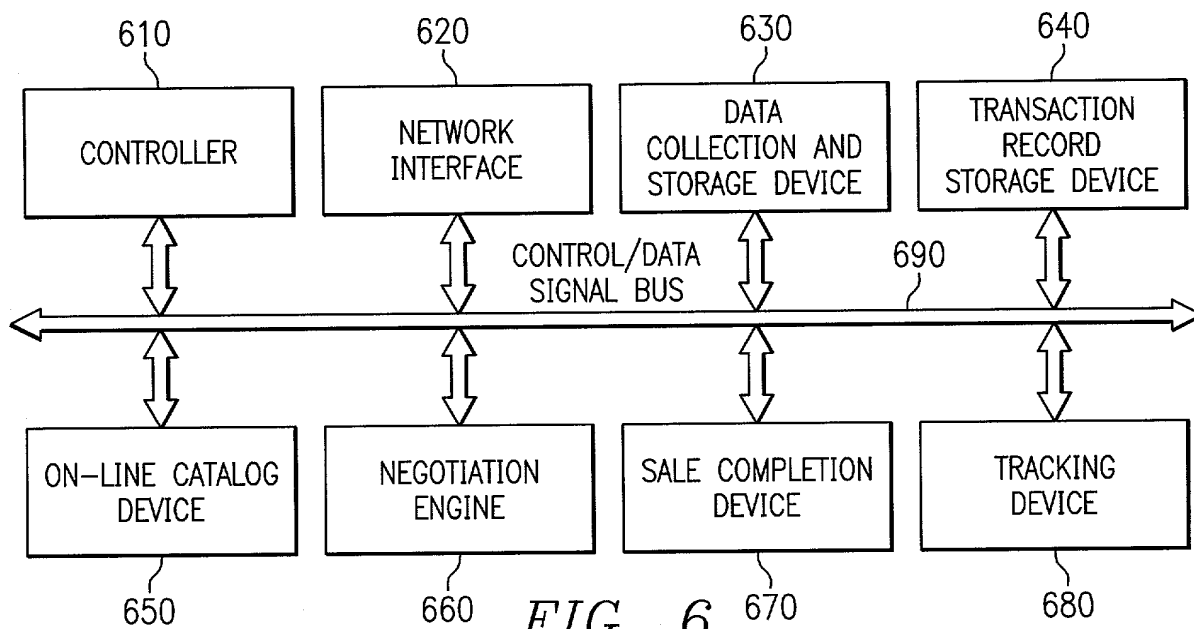 610
620
630
640
CONTROLLER
NETWORK
INTERFACE
DATA
COLLECTION AND
STORAGE DEVICE
TRANSACTION
RECORD
STORAGE DEVICE
CONTROL/DATA
SIGNAL BUS
690
ON-LINE CATALOG
DEVICE
NEGOTIATION
ENGINE
SALE COMPLETION
DEVICE
TRACKING
DEVICE
650
660
FIG. 6
670
680